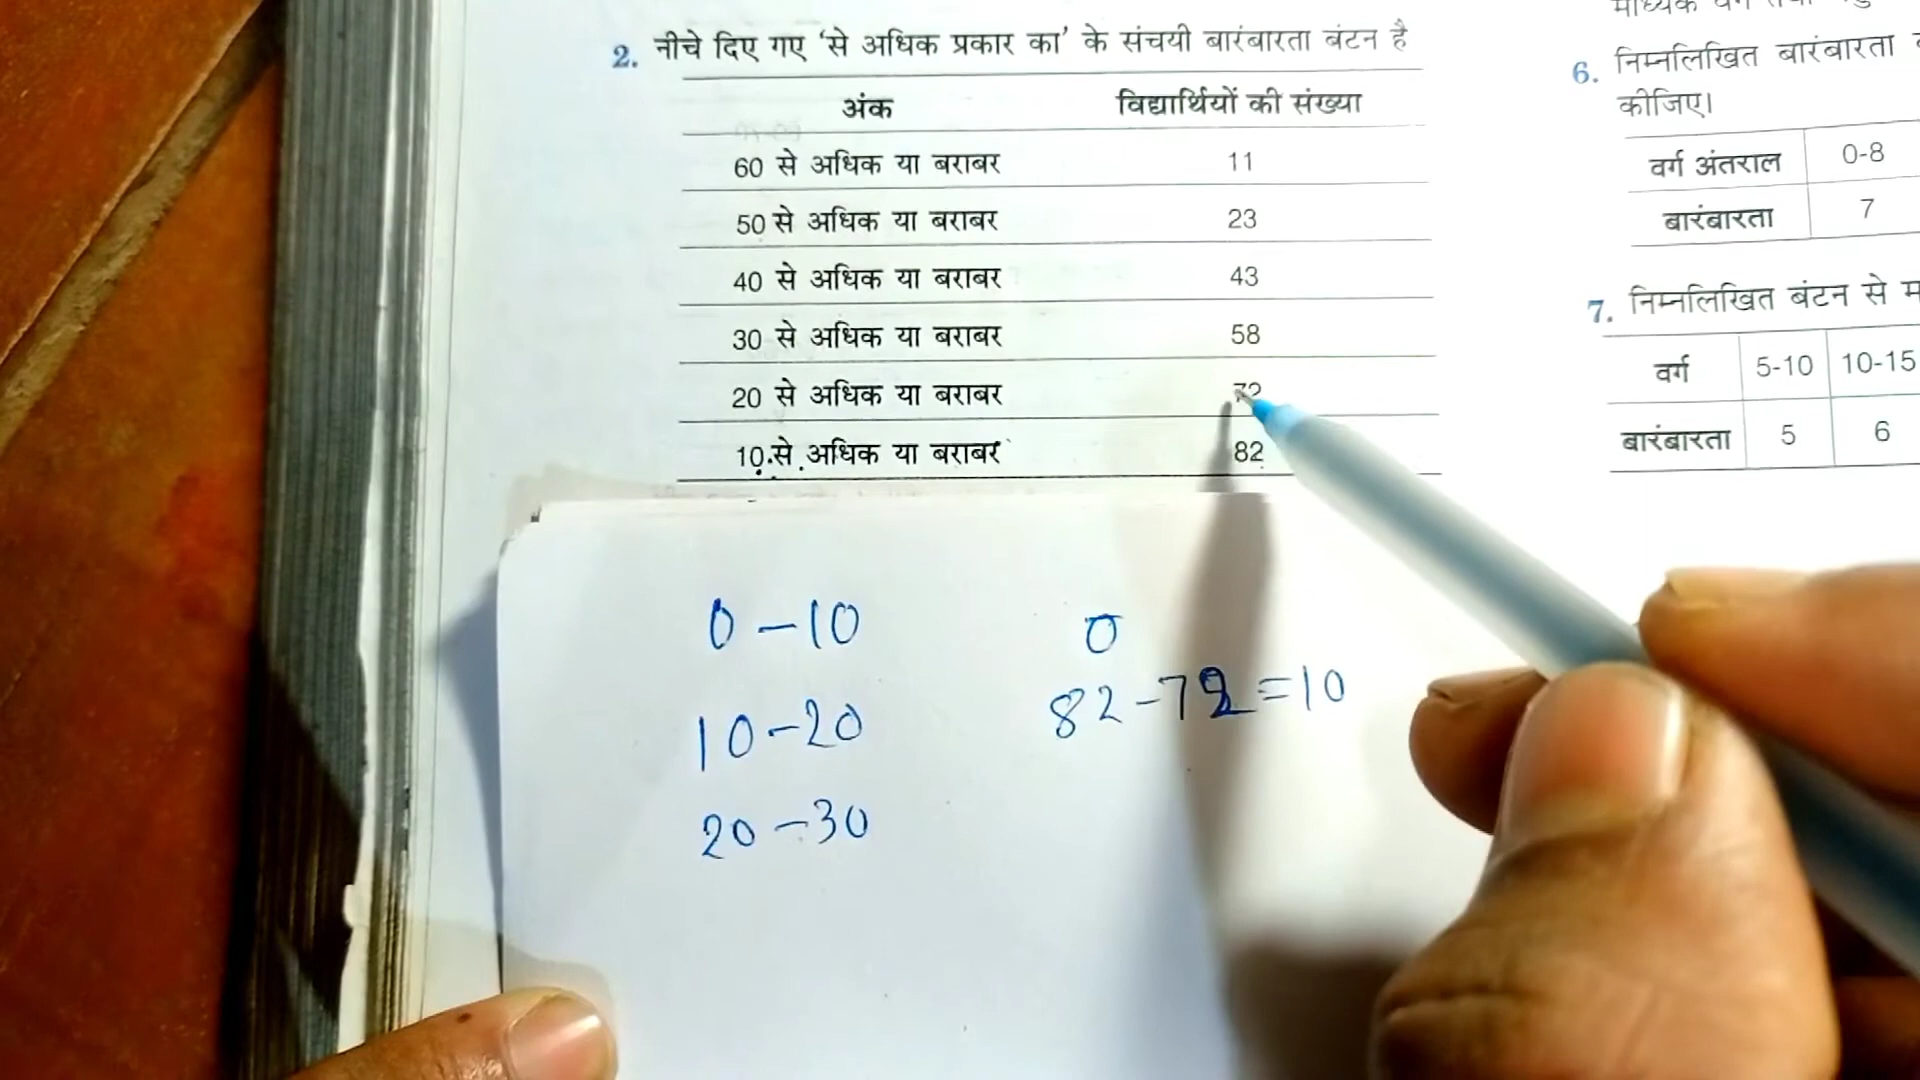 2. नीचे दिए गए 'से अधिक प्रकार का' के संचयी बारंबारता बंटन है
अंक विद्यार्थियों की संख्या
60 से अधिक या बराबर 11
50 से अधिक या बराबर 23
40 से अधिक या बराबर 43
30 से अधिक या बराबर 58
20 से अधिक या बराबर 72
10 से अधिक या बराबर 82
0 - 10 0
10 - 20 82 - 72 = 10
20 - 30
6. निम्नलिखित बारंबारता
कीजिए।
वर्ग अंतराल 0-8
बारंबारता 7
7. निम्नलिखित बंटन से
वर्ग 5-10 10-15
बारंबारता 5 6